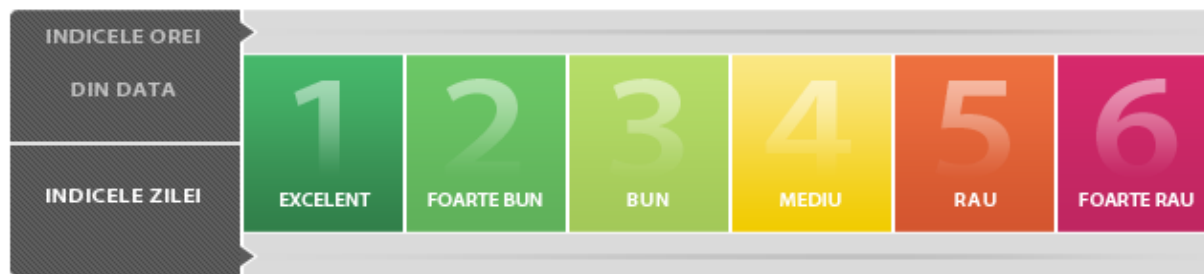 INDICELE OREI
DIN DATA
INDICELE ZILEI
1
EXCELENT
2
FOARTE BUN
3
BUN
4
MEDIU
5
RAU
6
FOARTE RAU